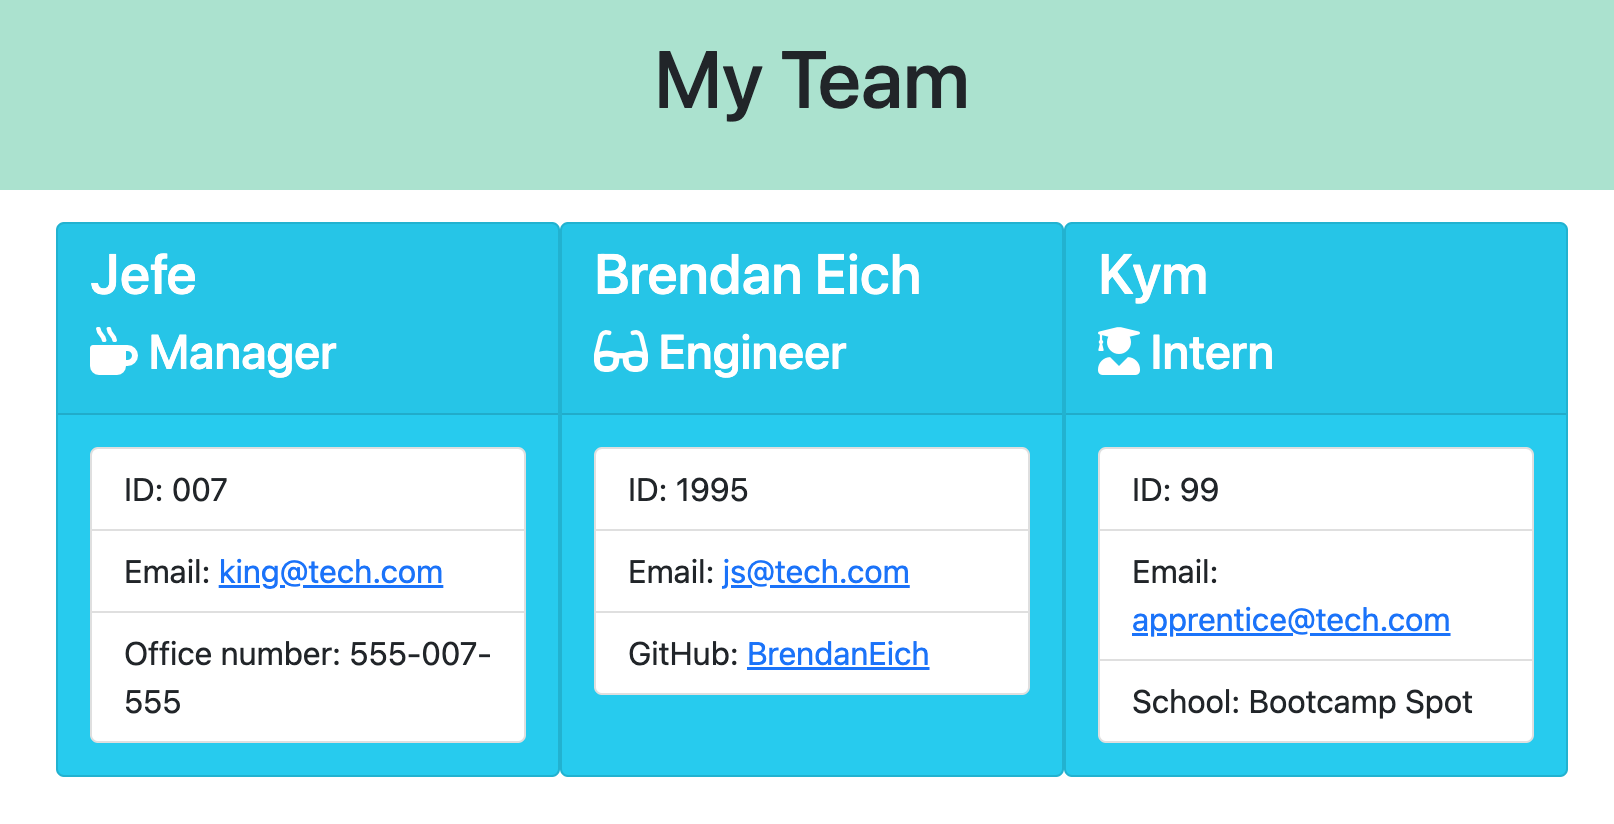 My Team
Jefe
Manager
ID: 007
Email: king@tech.com
Office number: 555-007-
555
Brendan Eich
Engineer
ID: 1995
Email: js@tech.com
GitHub: BrendanEich
Kym
Intern
ID: 99
Email:
apprentice@tech.com
School: Bootcamp Spot